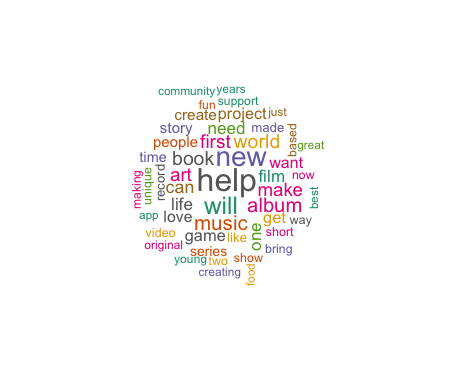 community years
fun support
create project just
story need made
people first world based great
time book new want
making unique record art film now
can help make best
life will album
app love get way
video music one
original game like short
series bring
young two show
creating food